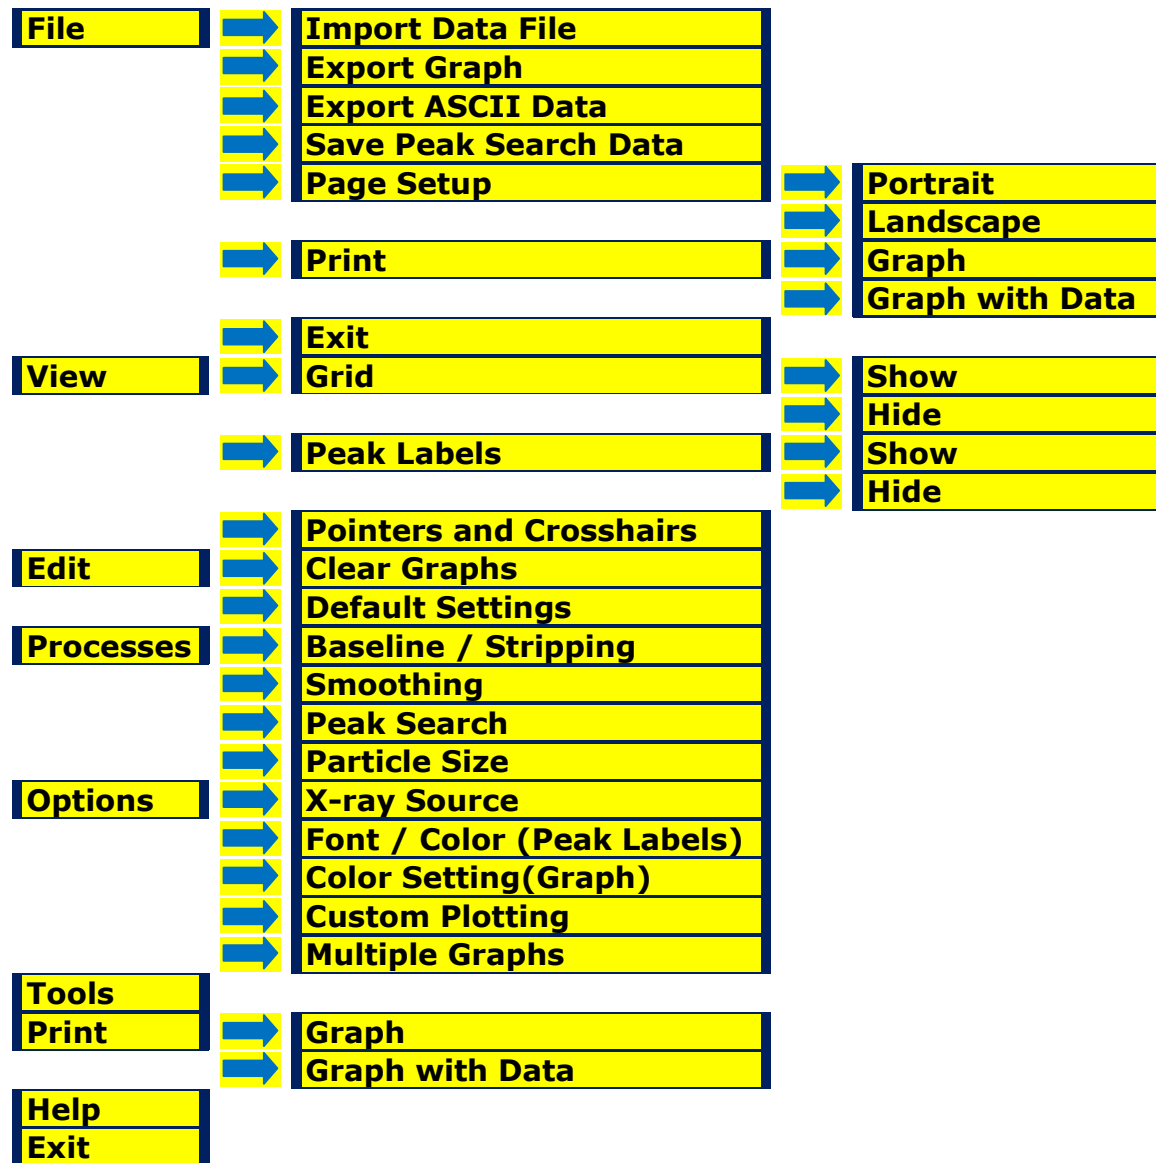 File Import Data File
Export Graph
Export ASCII Data
Save Peak Search Data
Page Setup Portrait
Landscape
Print Graph
Graph with Data
Exit
View Grid Show
Hide
Peak Labels Show
Hide
Pointers and Crosshairs
Edit Clear Graphs
Default Settings
Processes Baseline / Stripping
Smoothing
Peak Search
Particle Size
Options X-ray Source
Font / Color (Peak Labels)
Color Setting(Graph)
Custom Plotting
Multiple Graphs
Tools
Print Graph
Graph with Data
Help
Exit